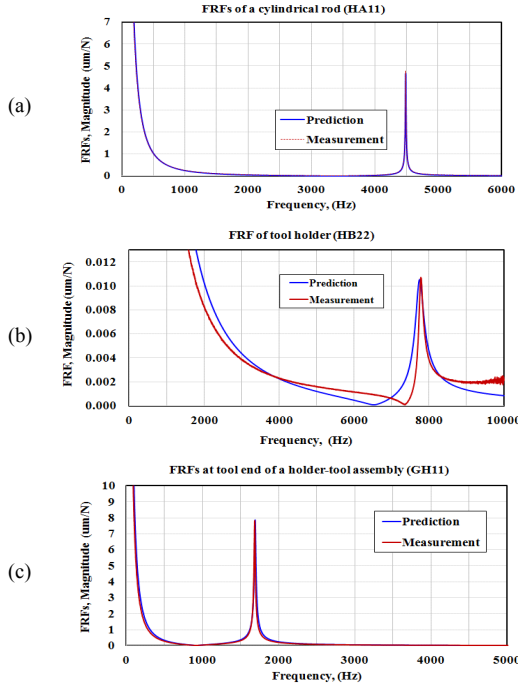 (a)
FRFs of a cylindrical rod (HA11)
FRFs, Magnitude (um/N)
7
6
5
4
3
2
1
0
Prediction
Measurement
0 1000 2000 3000 4000 5000 6000
Frequency, (Hz)
(b)
FRF of tool holder (HB22)
FRF, Magnitude (um/N)
0.012
0.010
0.008
0.006
0.004
0.002
0.000
Prediction
Measurement
0 2000 4000 6000 8000 10000
Frequency, (Hz)
(c)
FRFs at tool end of a holder-tool assembly (GH11)
FRFs, Magnitude (um/N)
10
9
8
7
6
5
4
3
2
1
0
Prediction
Measurement
0 1000 2000 3000 4000 5000
Frequency, (Hz)